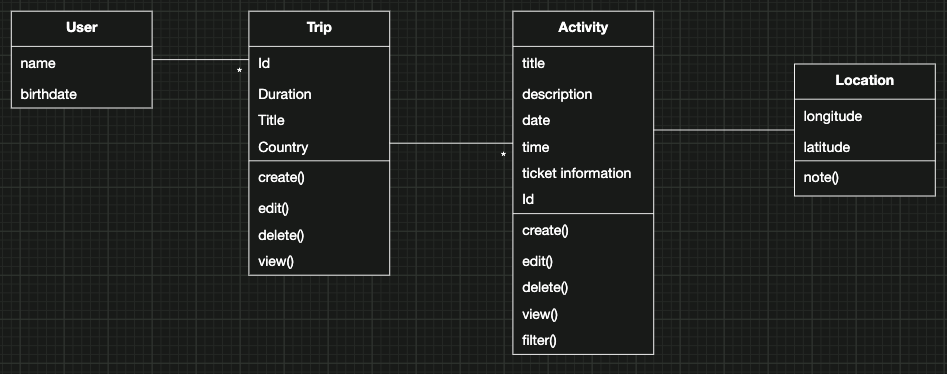 User
name
birthdate
*
Trip
Id
Duration
Title
Country
create()
edit()
delete()
view()
*
Activity
title
description
date
time
ticket information
Id
create()
edit()
delete()
view()
filter()
Location
longitude
latitude
note()